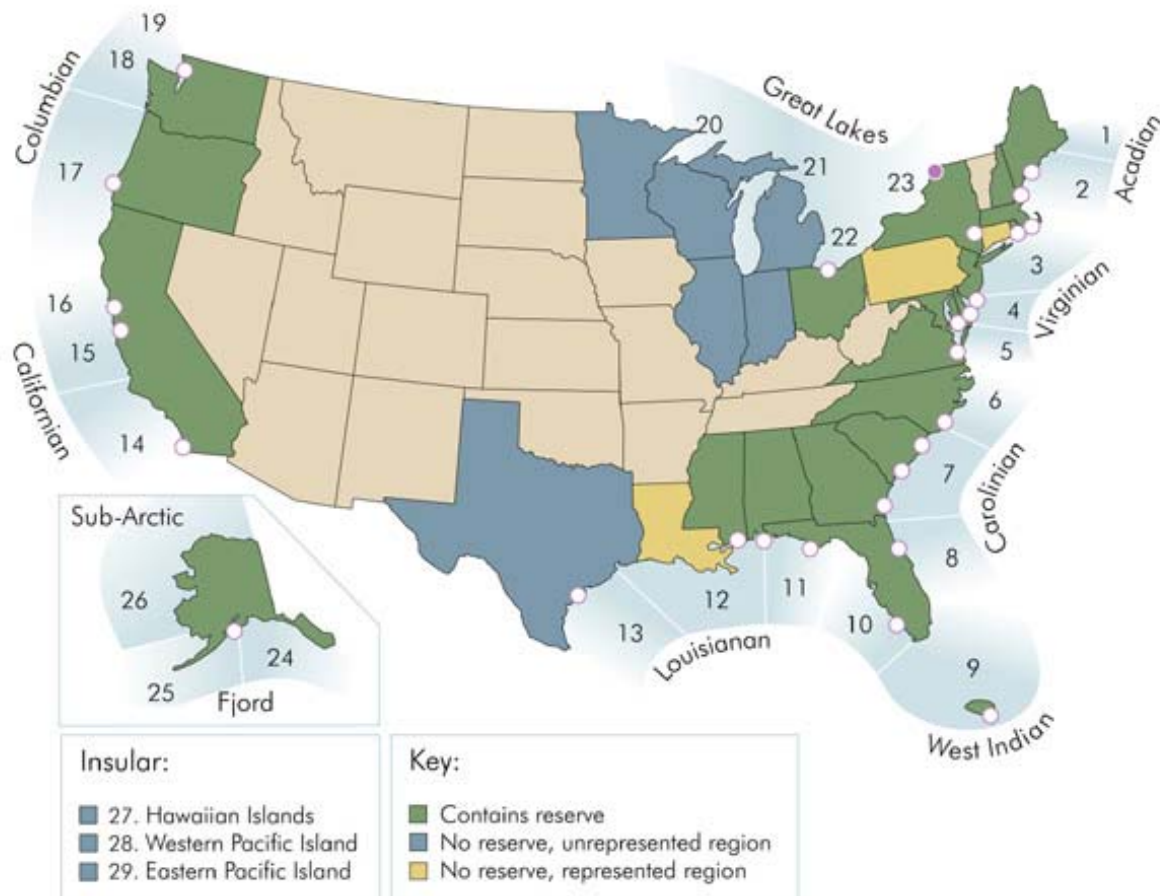 19
18
Columbian
17
16
15
Californian
14
Great Lakes
20
21
22
23
1
Acadian
2
3
Virginian
4
5
6
Carolinian
7
8
Sub-Arctic
26
24
25
Fjord
13
12
Louisianan
11
10
9
West Indian
Insular:
27. Hawaiian Islands
28. Western Pacific Island
29. Eastern Pacific Island
Key:
Contains reserve
No reserve, unrepresented region
No reserve, represented region